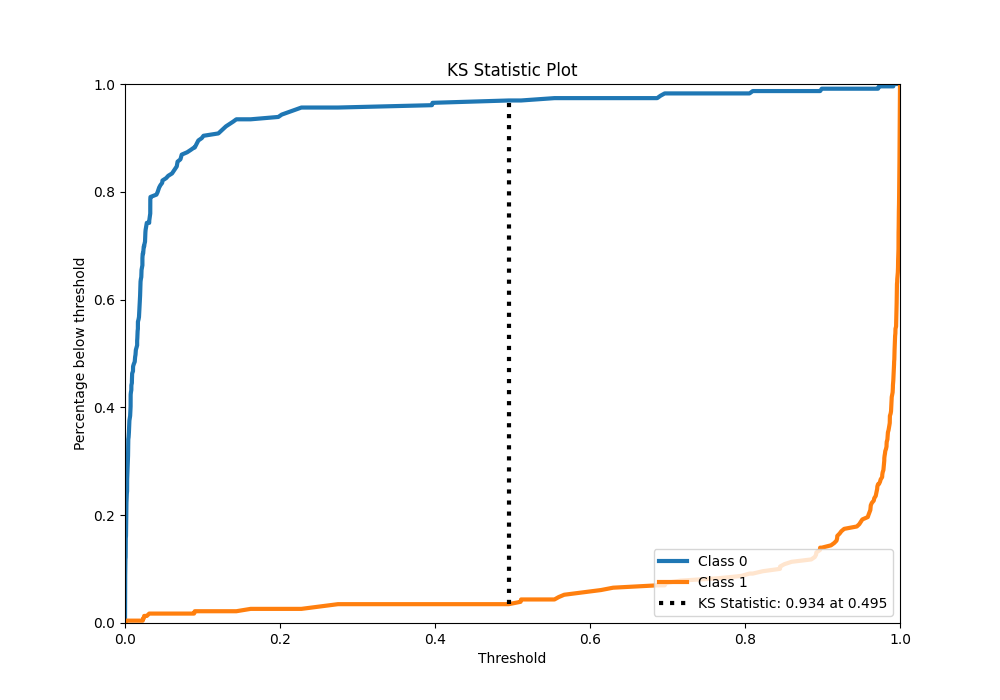 KS Statistic Plot
1.0
0.8
0.6
0.4
0.2
0.0
Percentage below threshold
0.0 0.2 0.4 0.6 0.8 1.0
Threshold
Class 0
Class 1
KS Statistic: 0.934 at 0.495